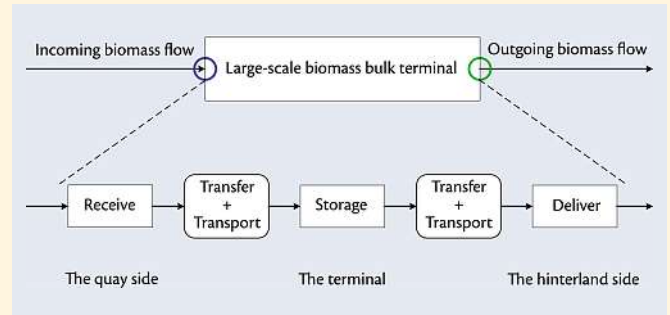 Incoming biomass flow
Large-scale biomass bulk terminal
Outgoing biomass flow
Receive
Transfer
+
Transport
Storage
Transfer
+
Transport
Deliver
The quay side
The terminal
The hinterland side